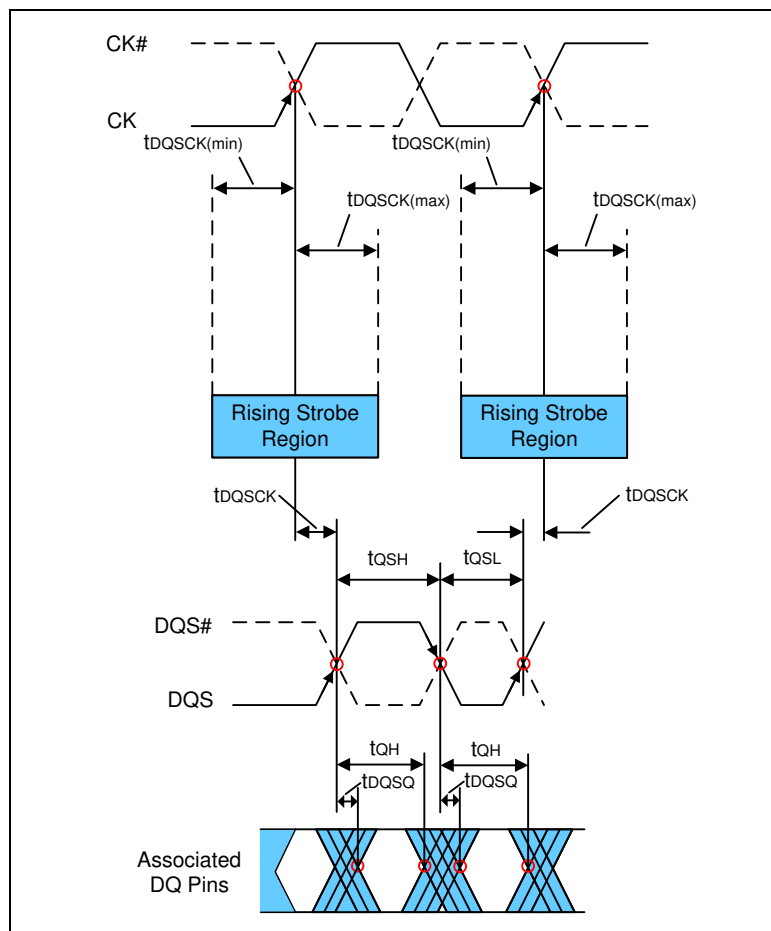 CK#
CK
tDQSCK(min)
tDQSCK(min)
tDQSCK(max)
tDQSCK(max)
Rising Strobe
Region
Rising Strobe
Region
tDQSCK
tDQSCK
tQSH
tQSL
DQS#
DQS
tQH
tQH
tDQSQ
tDQSQ
Associated
DQ Pins